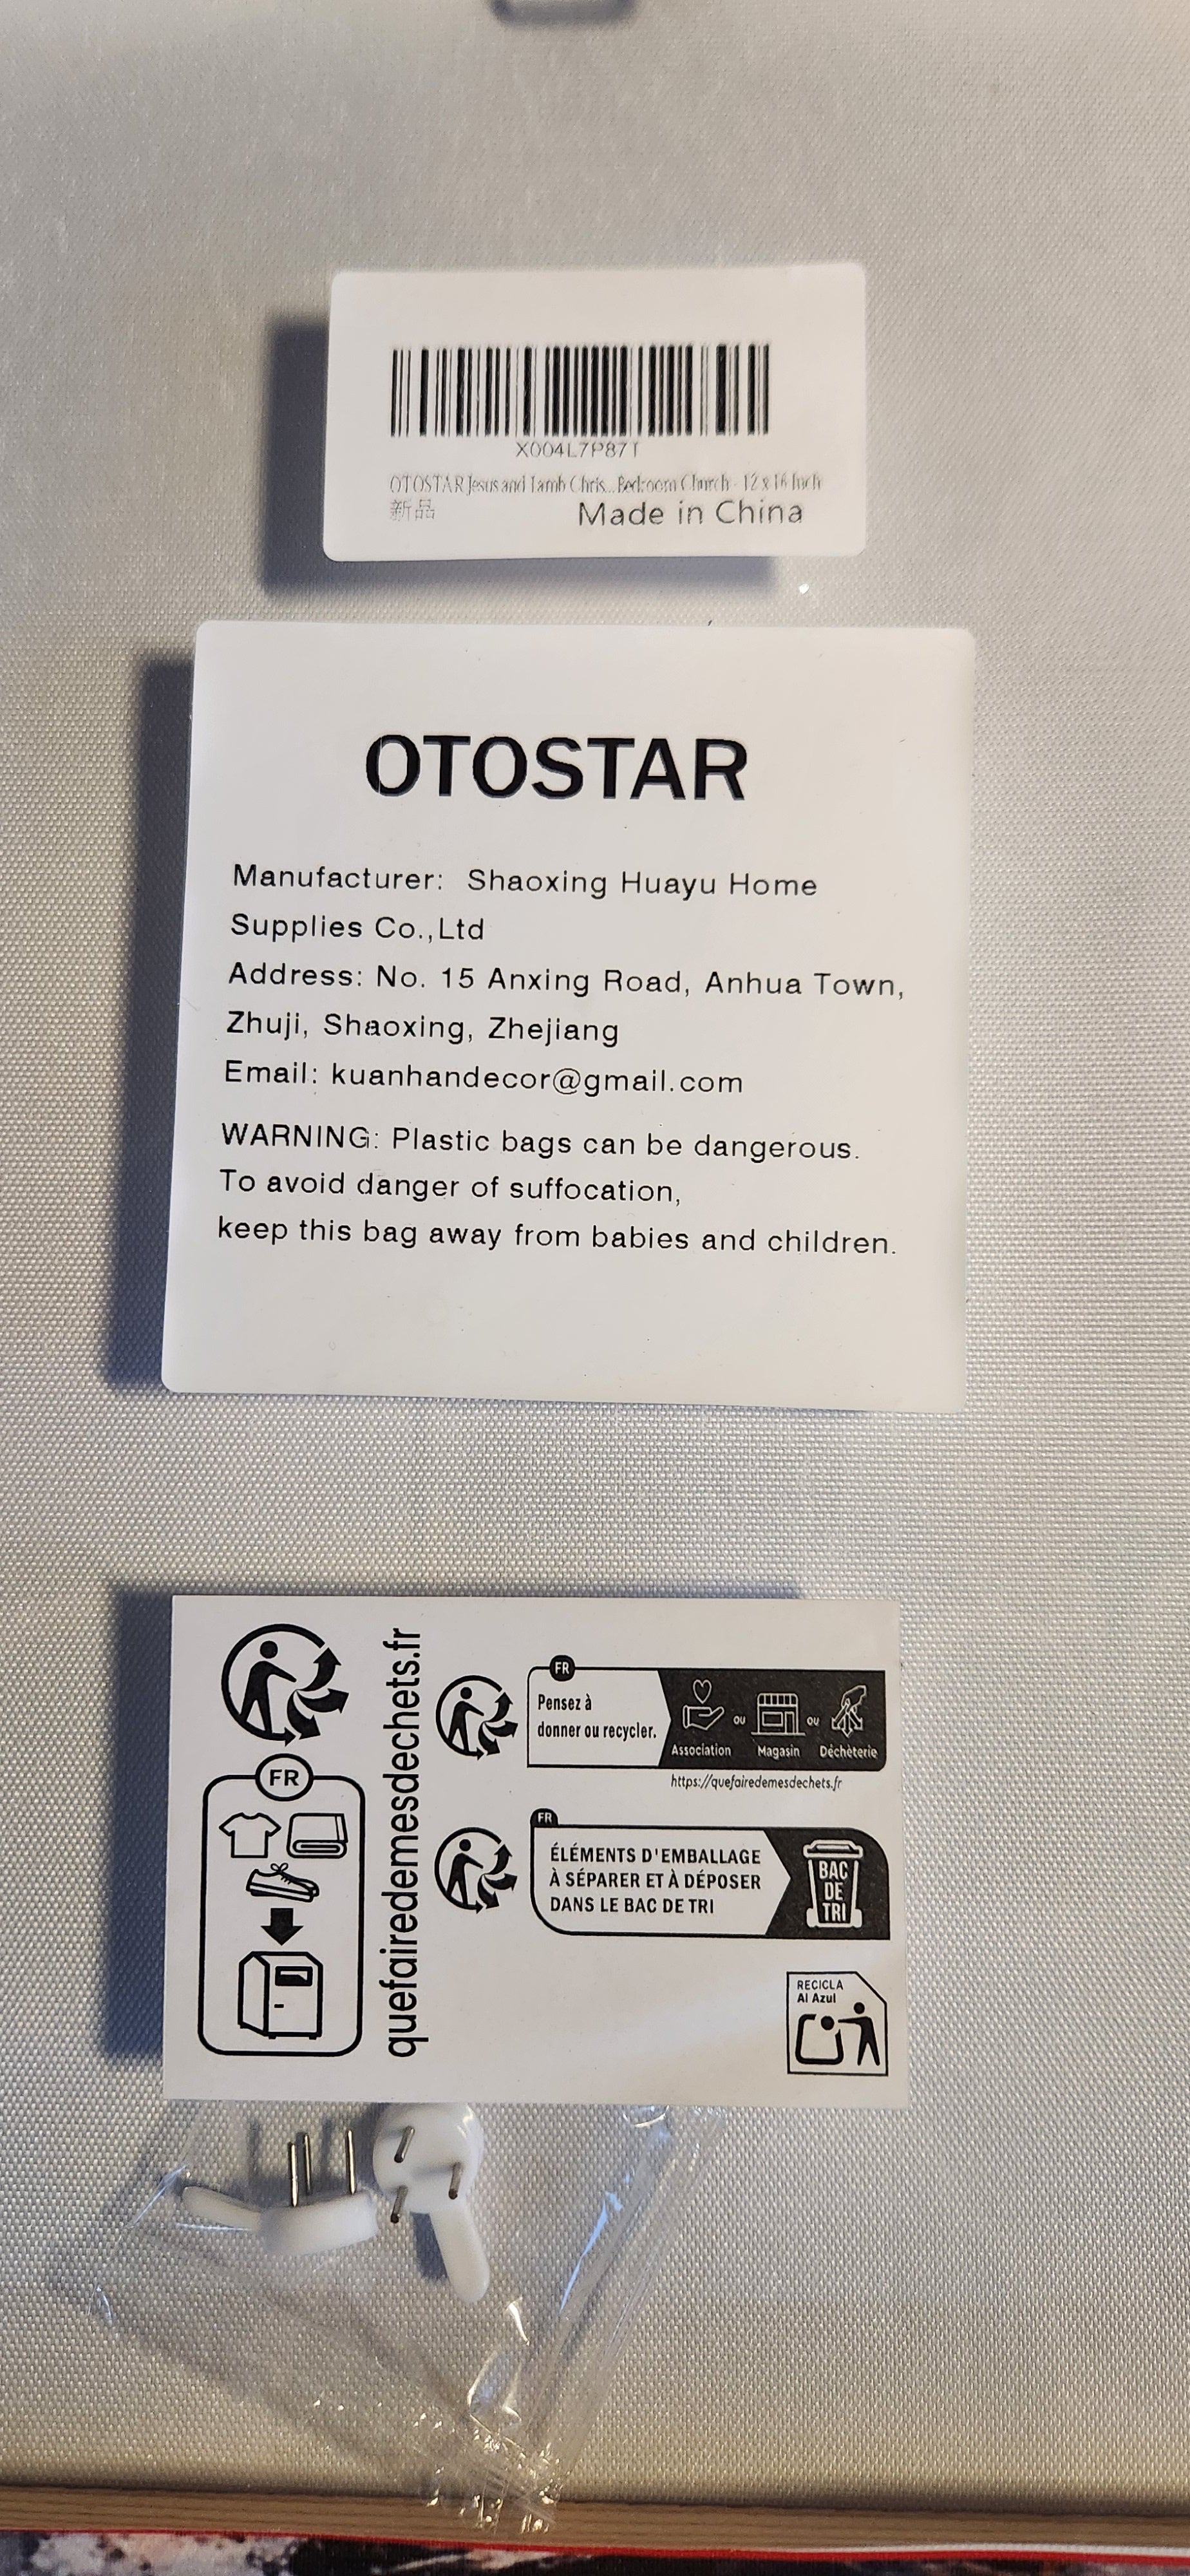 X004L7P87T
OTOSTAR Jesus and Lamb Chris... Bedroom Church - 12 x 16 Inch
新品
Made in China
OTOSTAR
Manufacturer: Shaoxing Huayu Home
Supplies Co.,Ltd
Address: No. 15 Anxing Road, Anhua Town,
Zhuji, Shaoxing, Zhejiang
Email: kuanhandecor@gmail.com
WARNING: Plastic bags can be dangerous.
To avoid danger of suffocation,
keep this bag away from babies and children.
FR
quefairedemesdechets.fr
FR
Pensez à
donner ou recycler.
ou
ou
Association
Magasin
Déchèterie
https://quefairedemesdechets.fr
FR
ÉLÉMENTS D'EMBALLAGE
À SÉPARER ET À DÉPOSER
DANS LE BAC DE TRI
BAC
DE
TRI
RECICLA
Al Azul